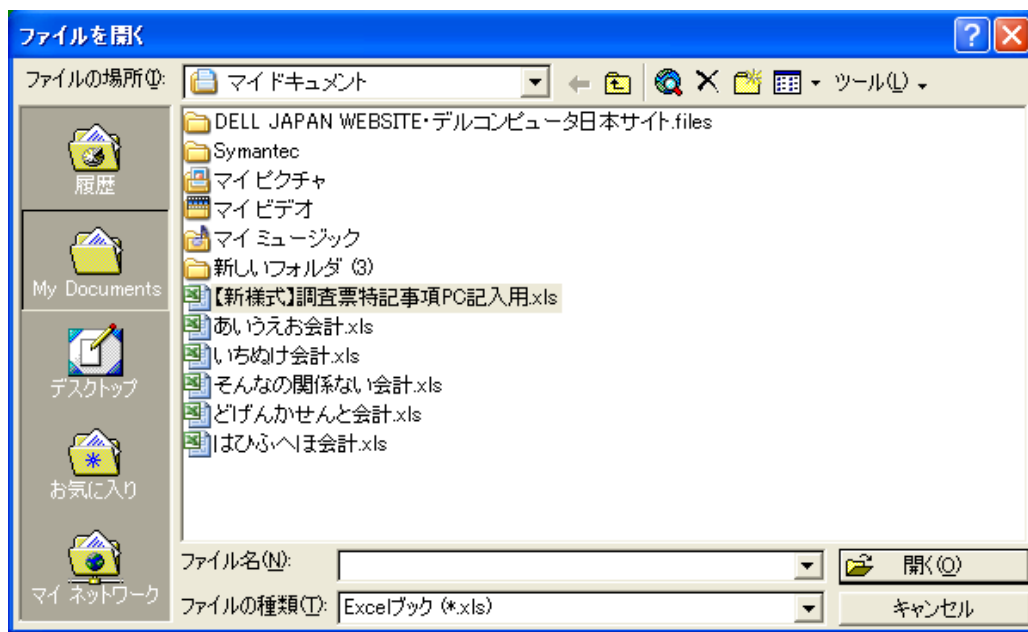 ファイルを開く
ファイルの場所(I): マイドキュメント ツール(L)
履歴
My Documents
デスクトップ
お気に入り
マイ ネットワーク
DELL JAPAN WEBSITE・デルコンピュータ日本サイト.files
Symantec
マイ ピクチャ
マイ ビデオ
マイ ミュージック
新しいフォルダ (3)
【新様式】調査票特記事項PC記入用.xls
あいうえお会計.xls
いちぬけ会計.xls
そんなの関係ない会計.xls
どげんかせんと会計.xls
はひふへほ会計.xls
ファイル名(N): 開く(O)
ファイルの種類(T): Excelブック (*.xls) キャンセル